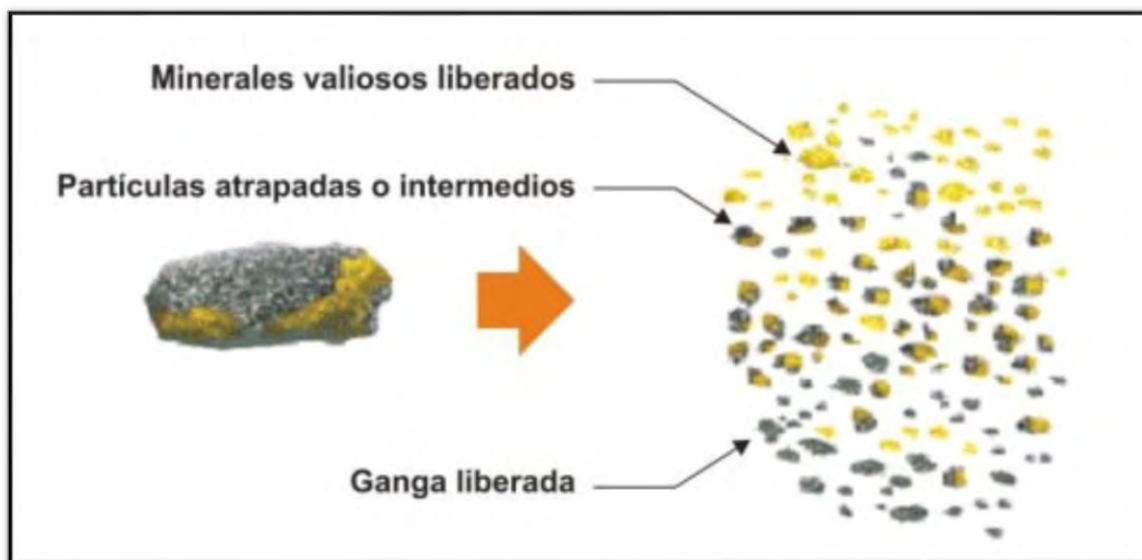 Minerales valiosos liberados
Partículas atrapadas o intermedios
Ganga liberada